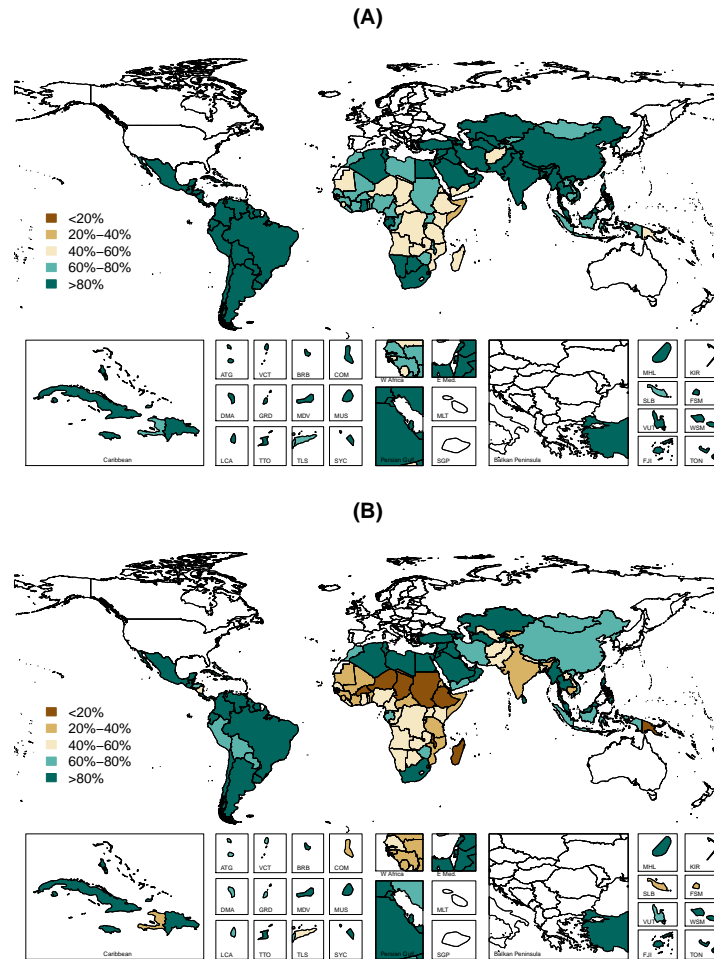 (A)
<20%
20%−40%
40%−60%
60%−80%
>80%
Caribbean
ATG
VCT
BRB
COM
DMA
GRD
MDV
MUS
LCA
TTO
TLS
SYC
W Africa
E Med.
Persian Gulf
MLT
SGP
Balkan Peninsula
MHL
KIR
SLB
FSM
VUT
WSM
FJI
TON
(B)
<20%
20%−40%
40%−60%
60%−80%
>80%
Caribbean
ATG
VCT
BRB
COM
DMA
GRD
MDV
MUS
LCA
TTO
TLS
SYC
W Africa
E Med.
Persian Gulf
MLT
SGP
Balkan Peninsula
MHL
KIR
SLB
FSM
VUT
WSM
FJI
TON